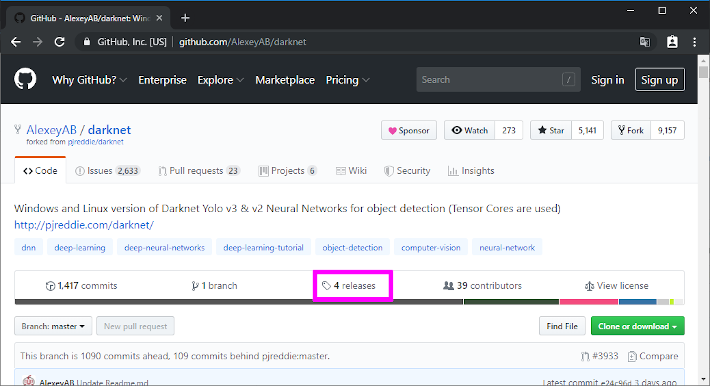 GitHub - AlexeyAB/darknet: Wind
GitHub, Inc. [US] github.com/AlexeyAB/darknet
Why GitHub? Enterprise Explore Marketplace Pricing Search / Sign in Sign up
AlexeyAB / darknet Sponsor Watch 273 Star 5,141 Fork 9,157
forked from pjreddie/darknet
Code Issues 2,633 Pull requests 23 Projects 6 Wiki Security Insights
Windows and Linux version of Darknet Yolo v3 & v2 Neural Networks for object detection (Tensor Cores are used)
http://pjreddie.com/darknet/
dnn deep-learning deep-neural-networks deep-learning-tutorial object-detection computer-vision neural-network
1,417 commits 1 branch 4 releases 39 contributors View license
Branch: master New pull request Find File Clone or download
This branch is 1090 commits ahead, 109 commits behind pjreddie:master. #3933 Compare
AlexeyAB Update Readme.md Latest commit e24c96d 3 days ago